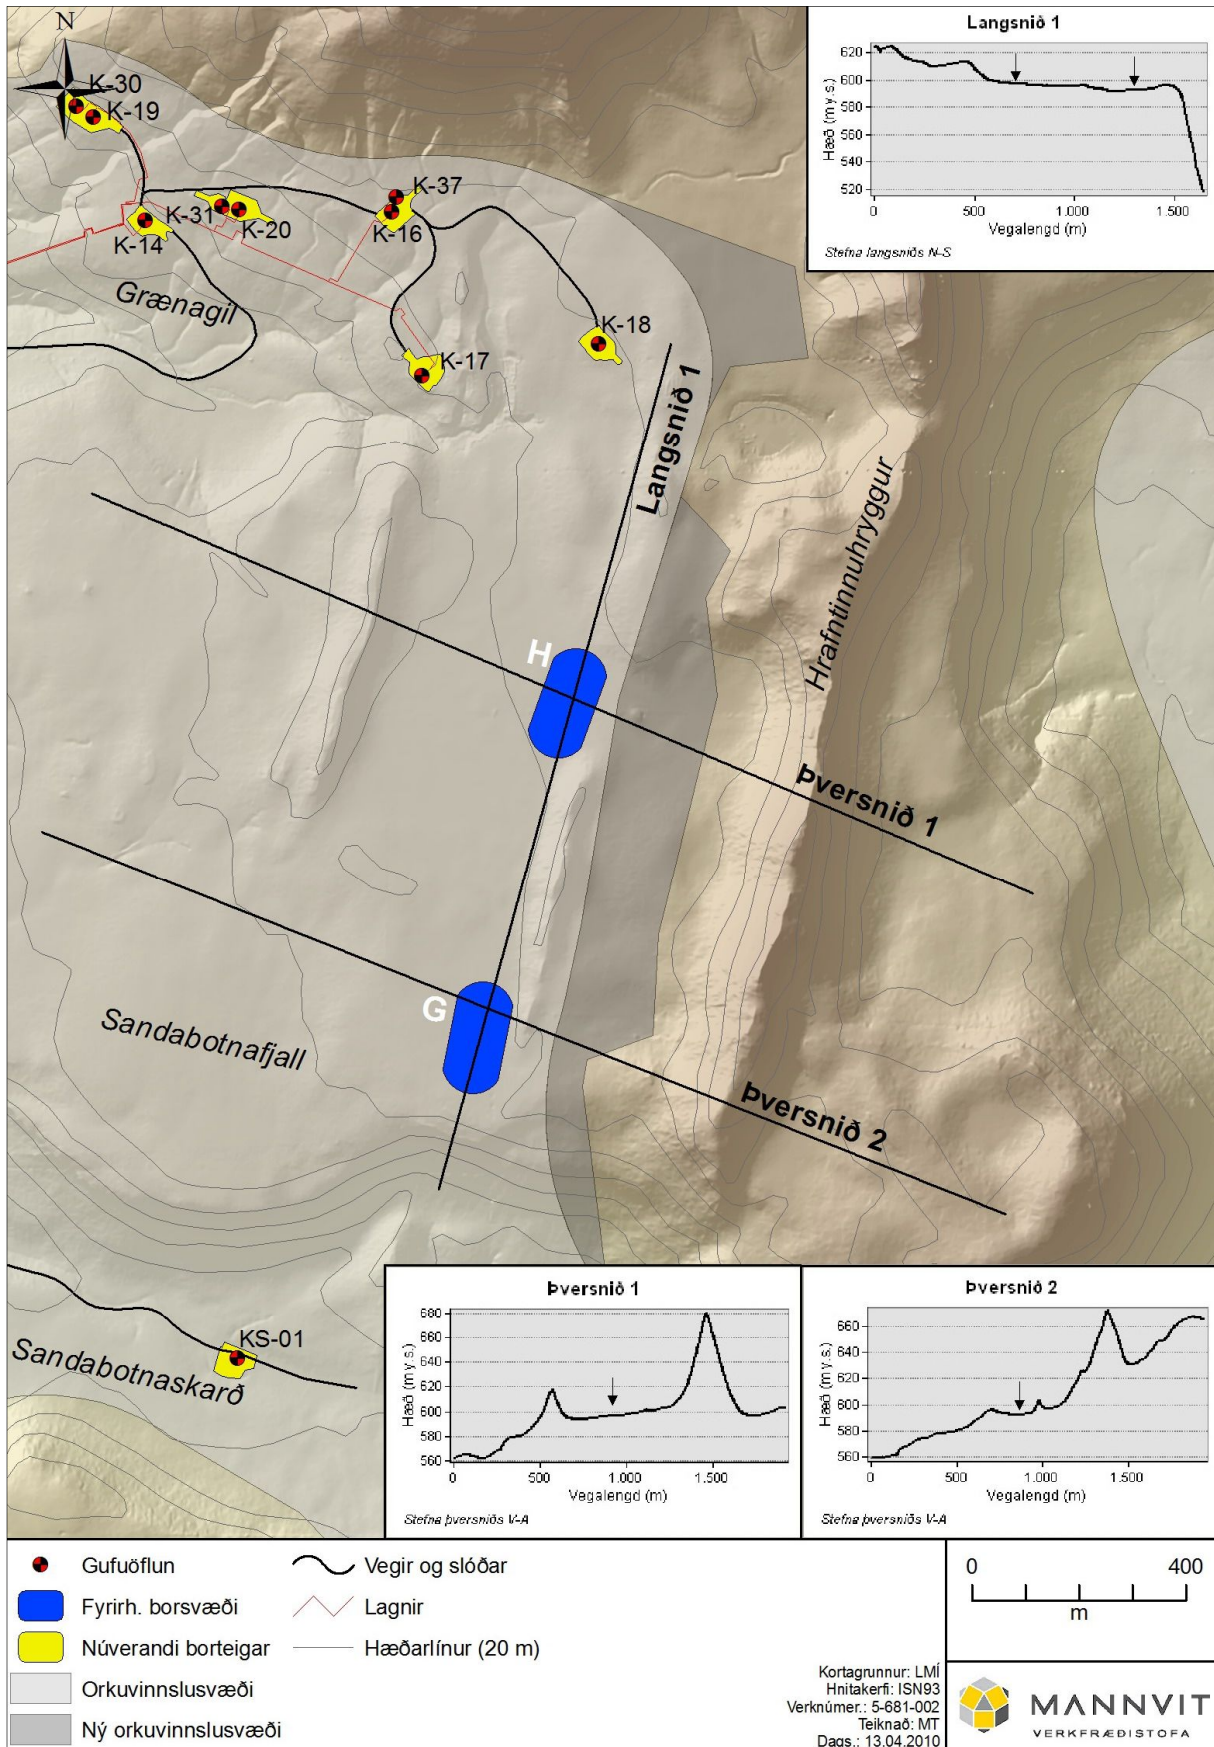 N
K-30
K-19
K-37
K-31
K-20
K-16
K-14
Grænagil
K-18
K-17
Langsnið 1
Hrafntinnuhryggur
H
Þversnið 1
G
Sandabotnafjall
Þversnið 2
KS-01
Sandabotnaskarð
Langsnið 1
Hæð (m y.s.)
620
600
580
560
540
520
0 500 1.000 1.500
Vegalengd (m)
Stefna langsniðs N-S
Þversnið 1
Hæð (m y.s.)
680
660
640
620
600
580
560
0 500 1.000 1.500
Vegalengd (m)
Stefna þversniðs V-A
Þversnið 2
Hæð (m y.s.)
660
640
620
600
580
560
0 500 1.000 1.500
Vegalengd (m)
Stefna þversniðs V-A
Gufuöflun
Fyrirh. borsvæði
Núverandi borteigar
Orkuvinnslusvæði
Ný orkuvinnslusvæði
Vegir og slóðar
Lagnir
Hæðarlínur (20 m)
0 400
m
Kortagrunnur: LMÍ
Hnitakerfi: ISN93
Verknúmer.: 5-681-002
Teiknað: MT
Dags.: 13.04.2010
MANNVIT
VERKFRÆÐISTOFA